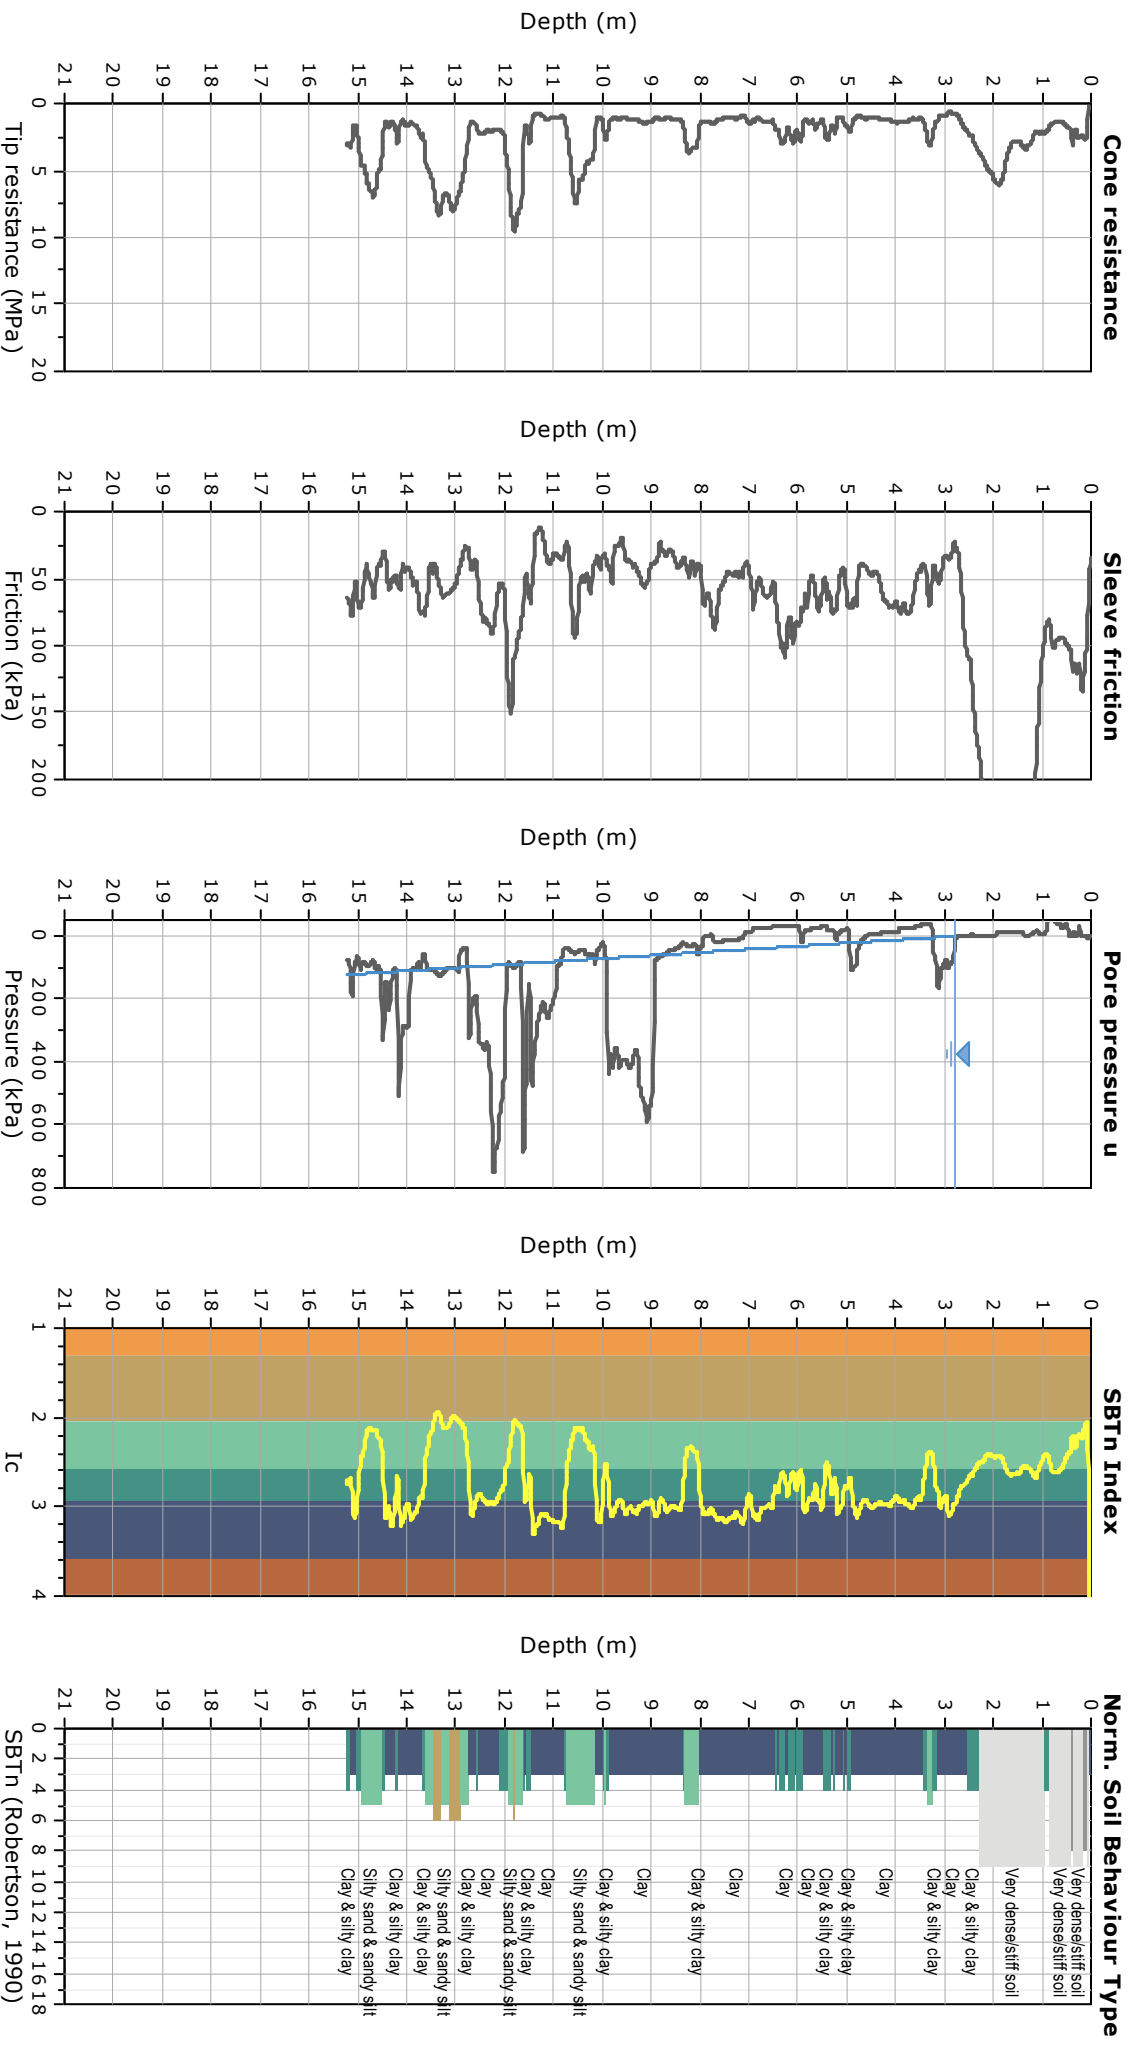 Cone resistance
Depth (m)
0
1
2
3
4
5
6
7
8
9
10
11
12
13
14
15
16
17
18
19
20
21
0 5 10 15 20
Tip resistance (MPa)
Sleeve friction
Depth (m)
0
1
2
3
4
5
6
7
8
9
10
11
12
13
14
15
16
17
18
19
20
21
0 50 100 150 200
Friction (kPa)
Pore pressure u
Depth (m)
0
1
2
3
4
5
6
7
8
9
10
11
12
13
14
15
16
17
18
19
20
21
0 200 400 600 800
Pressure (kPa)
SBTn Index
Depth (m)
0
1
2
3
4
5
6
7
8
9
10
11
12
13
14
15
16
17
18
19
20
21
1 2 3 4
Ic
Norm. Soil Behaviour Type
Depth (m)
0
1
2
3
4
5
6
7
8
9
10
11
12
13
14
15
16
17
18
19
20
21
Very dense/stiff soil
Very dense/stiff soil
Very dense/stiff soil
Clay & silty clay
Clay
Clay & silty clay
Clay
Clay & silty clay
Clay & silty clay
Clay
Clay
Clay
Clay & silty clay
Clay
Clay & silty clay
Silty sand & sandy silt
Clay
Clay & silty clay
Silty sand & sandy silt
Clay
Clay & silty clay
Silty sand & sandy silt
Clay & silty clay
Clay & silty clay
Silty sand & sandy silt
Clay & silty clay
0 2 4 6 8 10 12 14 16 18
SBTn (Robertson, 1990)